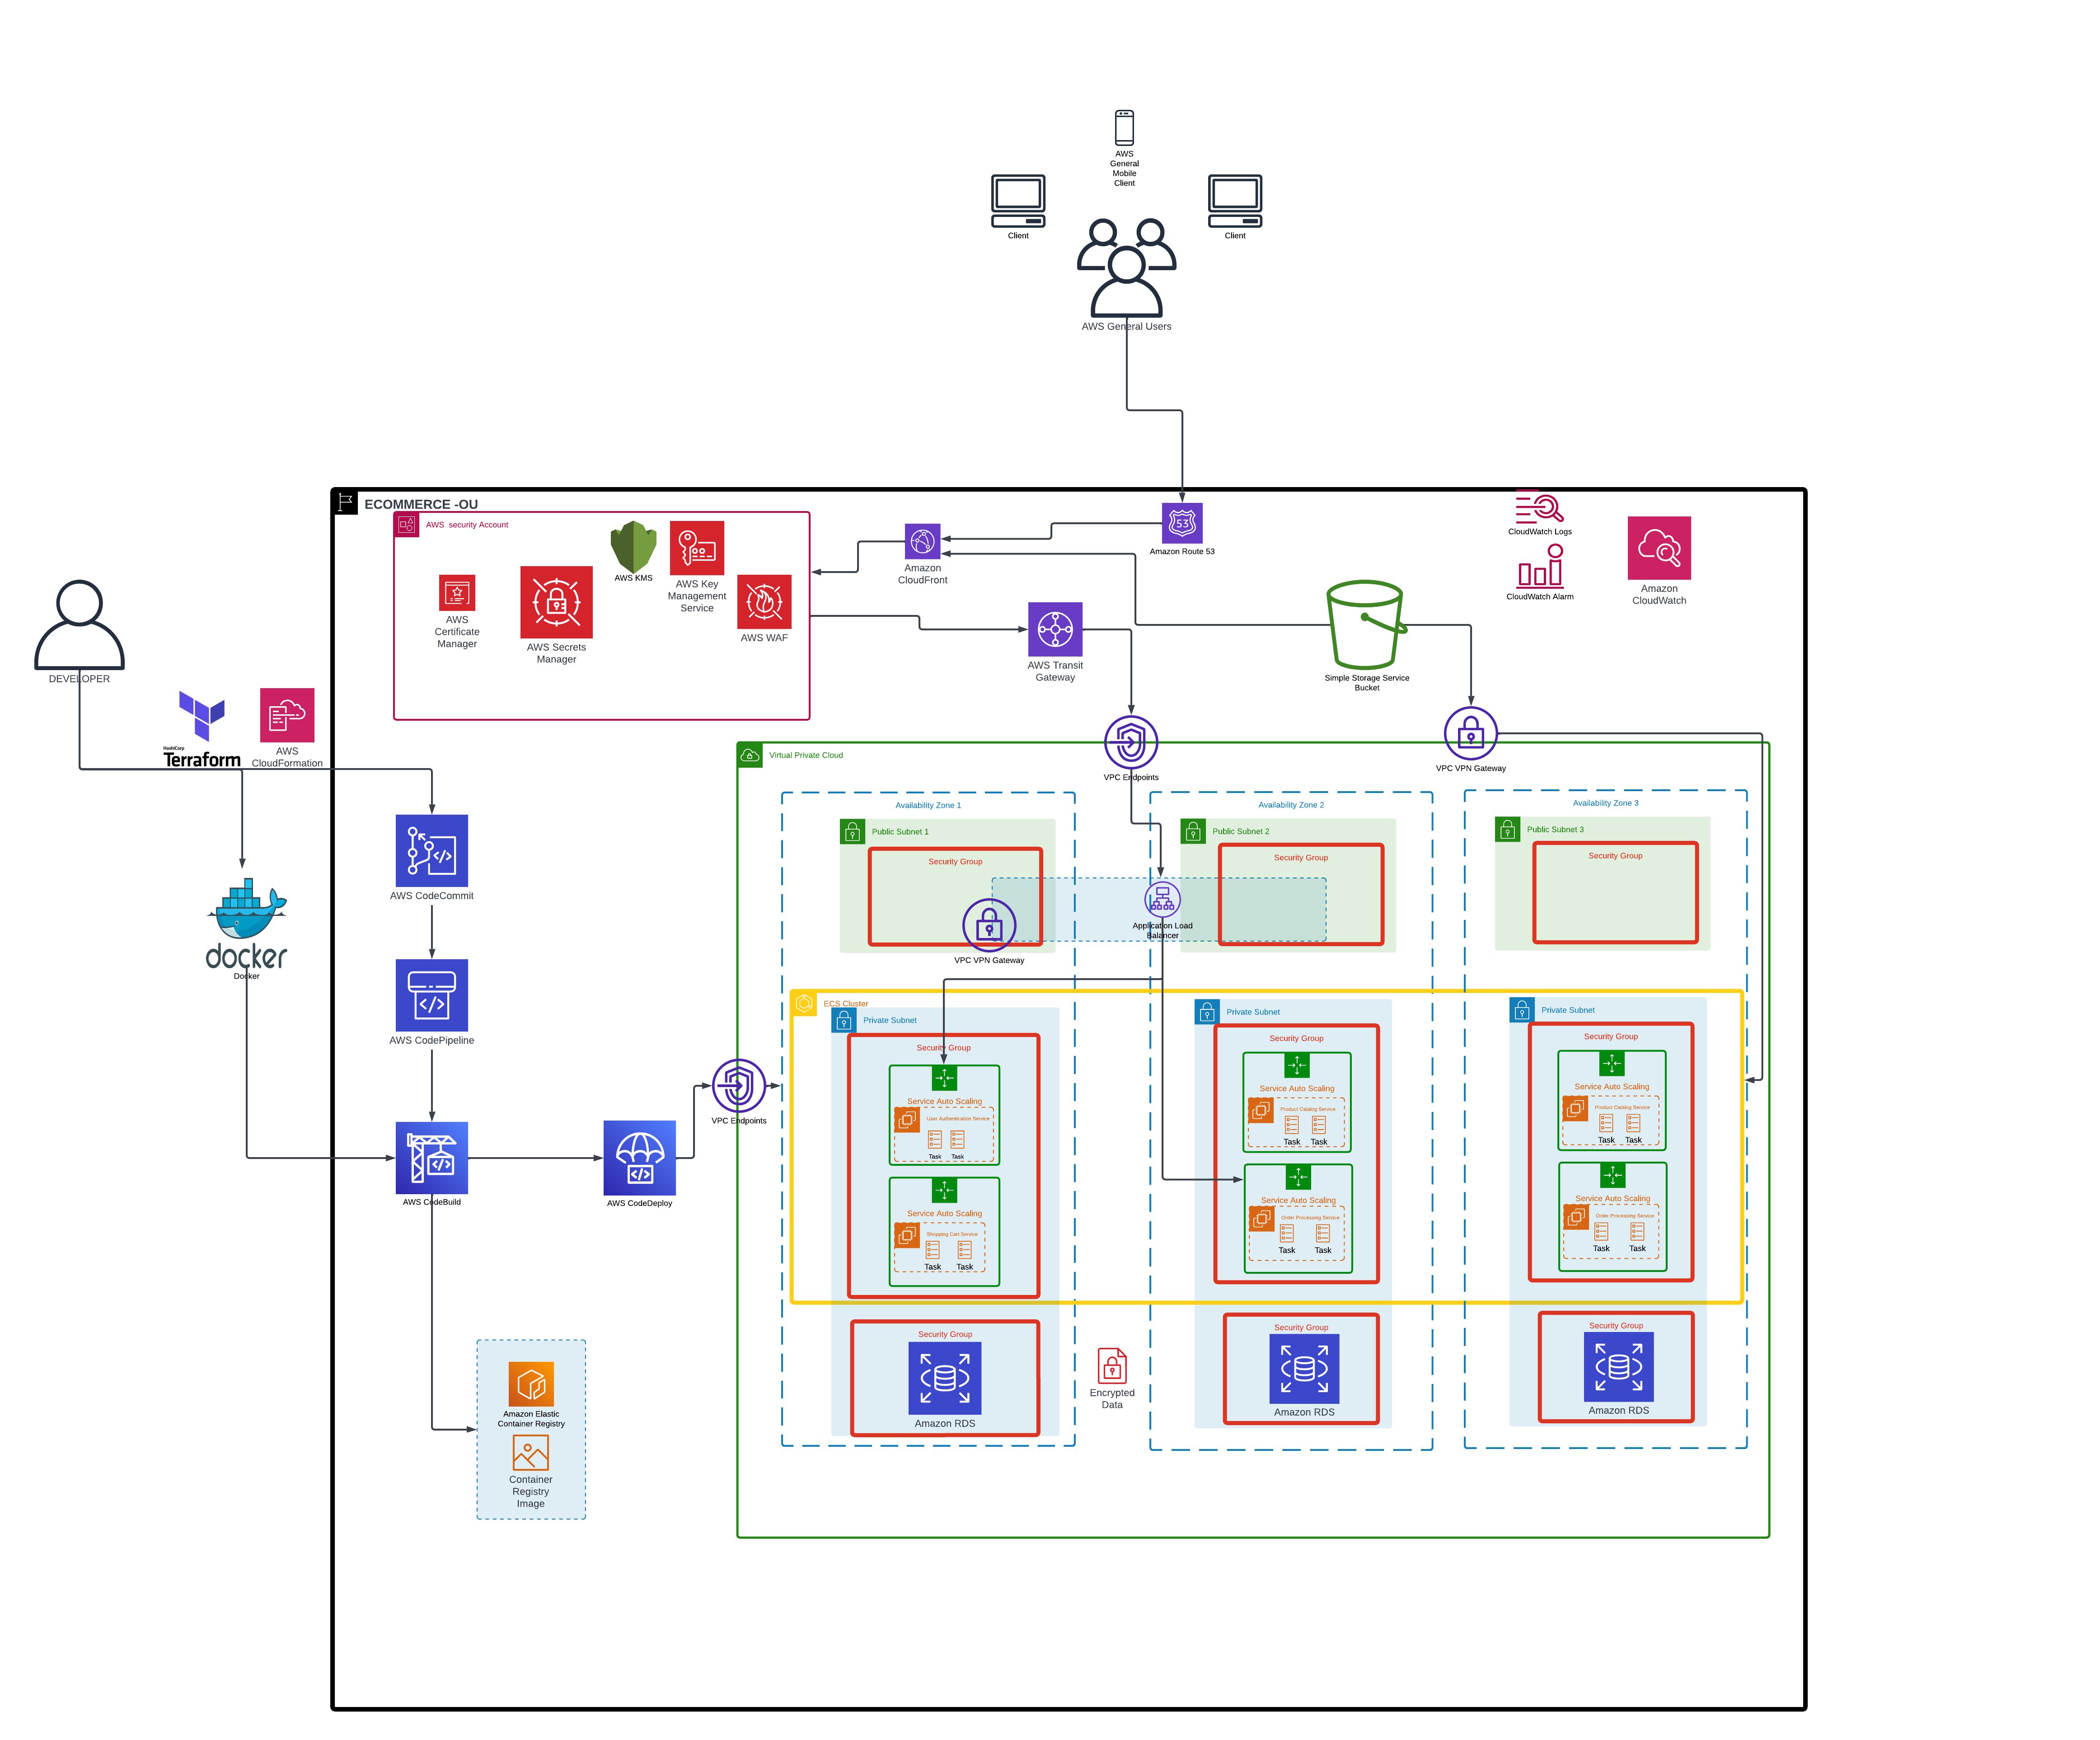 AWS
General
Mobile
Client
Client
Client
AWS General Users
ECOMMERCE -OU
AWS  security Account
AWS KMS
AWS Key
Management
Service
AWS
Certificate
Manager
AWS Secrets
Manager
AWS WAF
Amazon
CloudFront
53
Amazon Route 53
CloudWatch Logs
CloudWatch Alarm
Amazon
CloudWatch
AWS Transit
Gateway
Simple Storage Service
Bucket
DEVELOPER
HashiCorp
Terraform
AWS
CloudFormation
Virtual Private Cloud
VPC Endpoints
VPC VPN Gateway
Availability Zone 1
Availability Zone 2
Availability Zone 3
Public Subnet 1
Public Subnet 2
Public Subnet 3
Security Group
Security Group
Security Group
Application Load
Balancer
VPC VPN Gateway
AWS CodeCommit
docker
Docker
AWS CodePipeline
AWS CodeBuild
AWS CodeDeploy
VPC Endpoints
ECS Cluster
Private Subnet
Security Group
Service Auto Scaling
User Authentication Service
Task
Task
Service Auto Scaling
Shopping Cart Service
Task
Task
Private Subnet
Security Group
Service Auto Scaling
Product Catalog Service
Task
Task
Service Auto Scaling
Order Processing Service
Task
Task
Private Subnet
Security Group
Service Auto Scaling
Product Catalog Service
Task
Task
Service Auto Scaling
Order Processing Service
Task
Task
Security Group
Amazon RDS
Encrypted
Data
Security Group
Amazon RDS
Security Group
Amazon RDS
Amazon Elastic
Container Registry
Container
Registry
Image